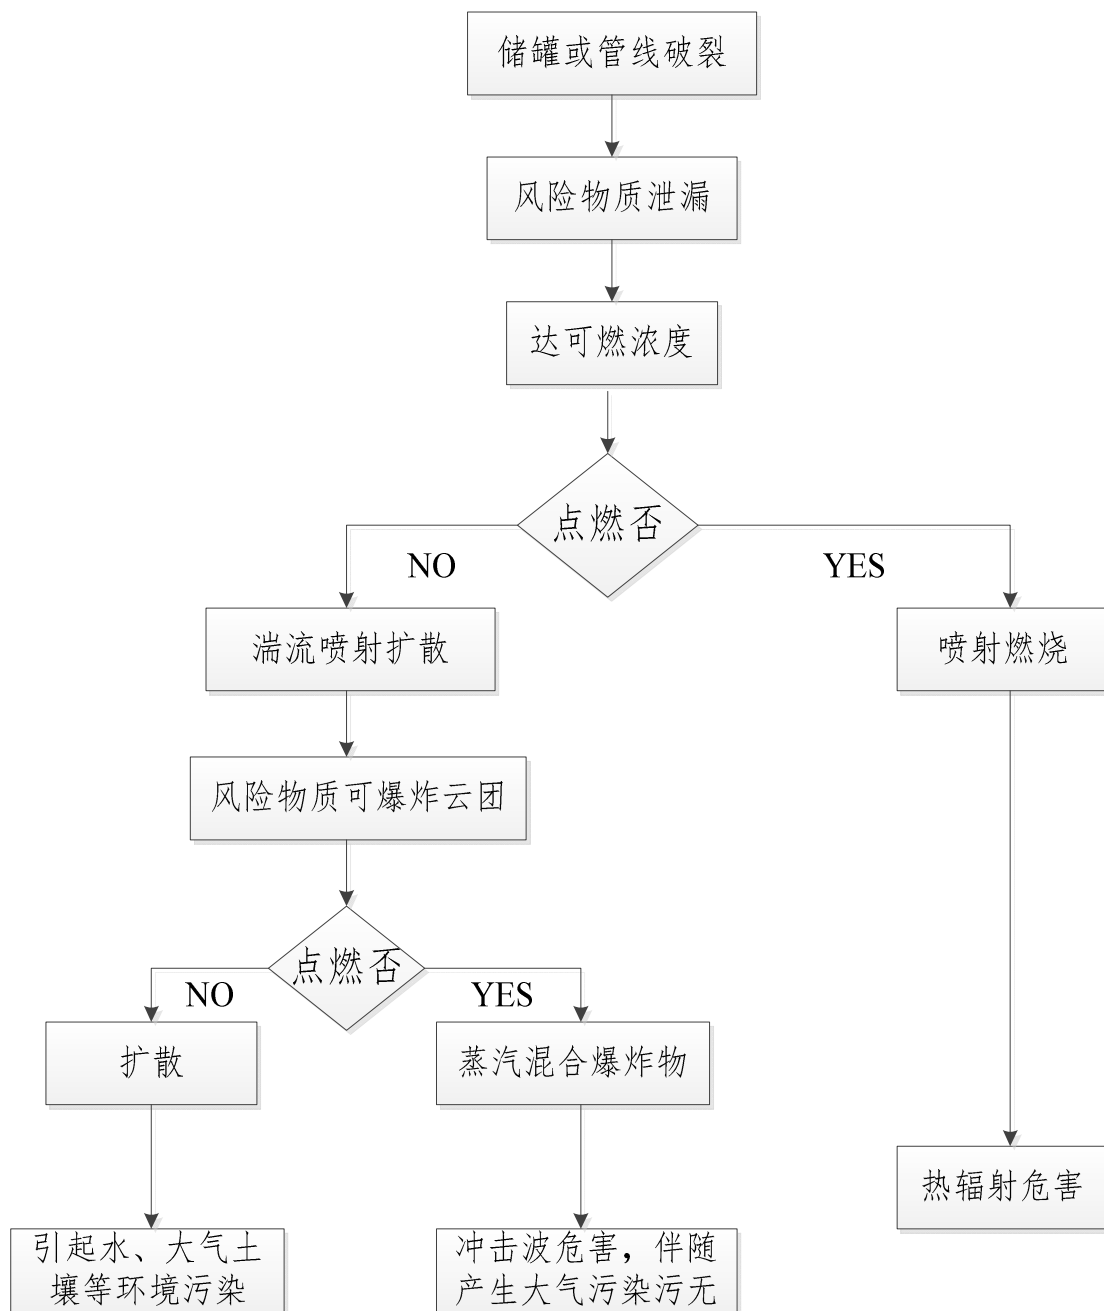 储罐或管线破裂
风险物质泄漏
达可燃浓度
点燃否
NO
YES
湍流喷射扩散
喷射燃烧
风险物质可爆炸云团
点燃否
NO
YES
扩散
蒸汽混合爆炸物
热辐射危害
引起水、大气土
壤等环境污染
冲击波危害，伴随
产生大气污染污无